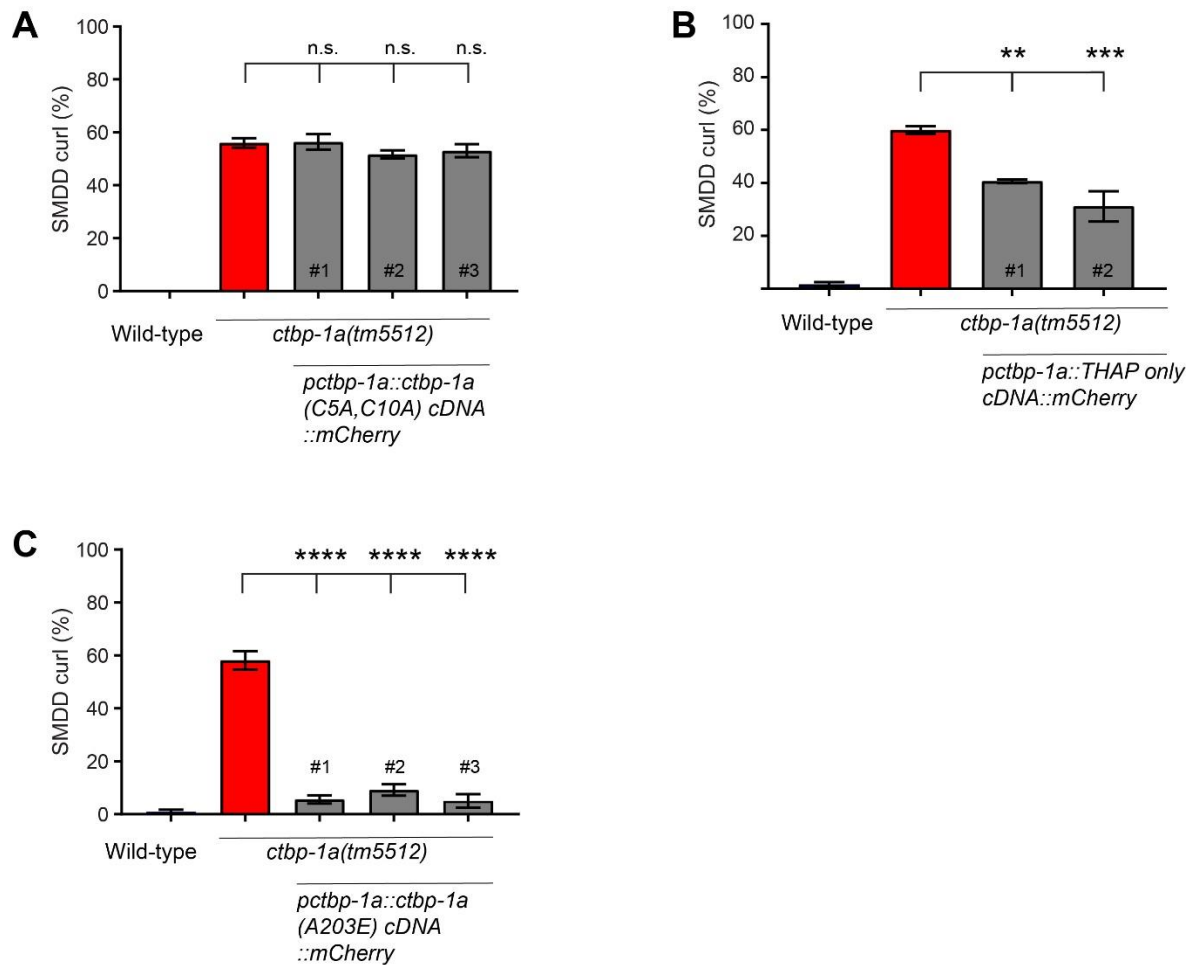 A
SMDD curl (%)
100
80
60
40
20
0
n.s. n.s. n.s.
#1 #2 #3
Wild-type
ctbp-1a(tm5512)
pctbp-1a::ctbp-1a
(C5A,C10A) cDNA
::mCherry
B
SMDD curl (%)
100
80
60
40
20
** ***
#1 #2
Wild-type
ctbp-1a(tm5512)
pctbp-1a::THAP only
cDNA::mCherry
C
SMDD curl (%)
100
80
60
40
20
0
**** **** ****
#1 #2 #3
Wild-type
ctbp-1a(tm5512)
pctbp-1a::ctbp-1a
(A203E) cDNA
::mCherry